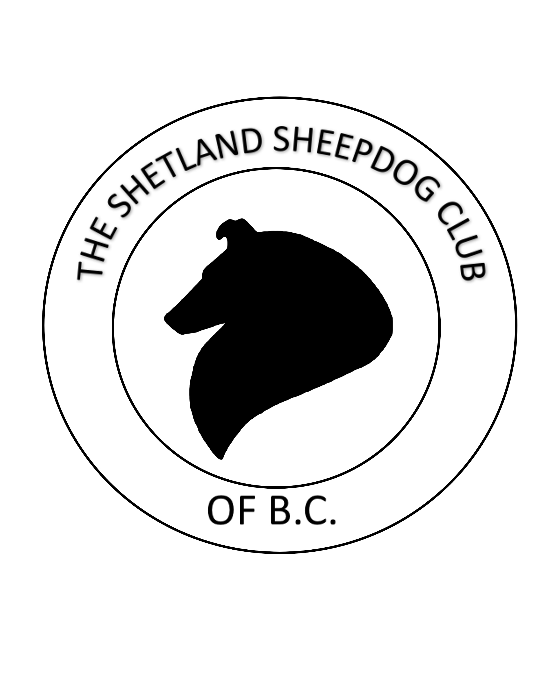 THE SHETLAND SHEEPDOG CLUB
OF B.C.